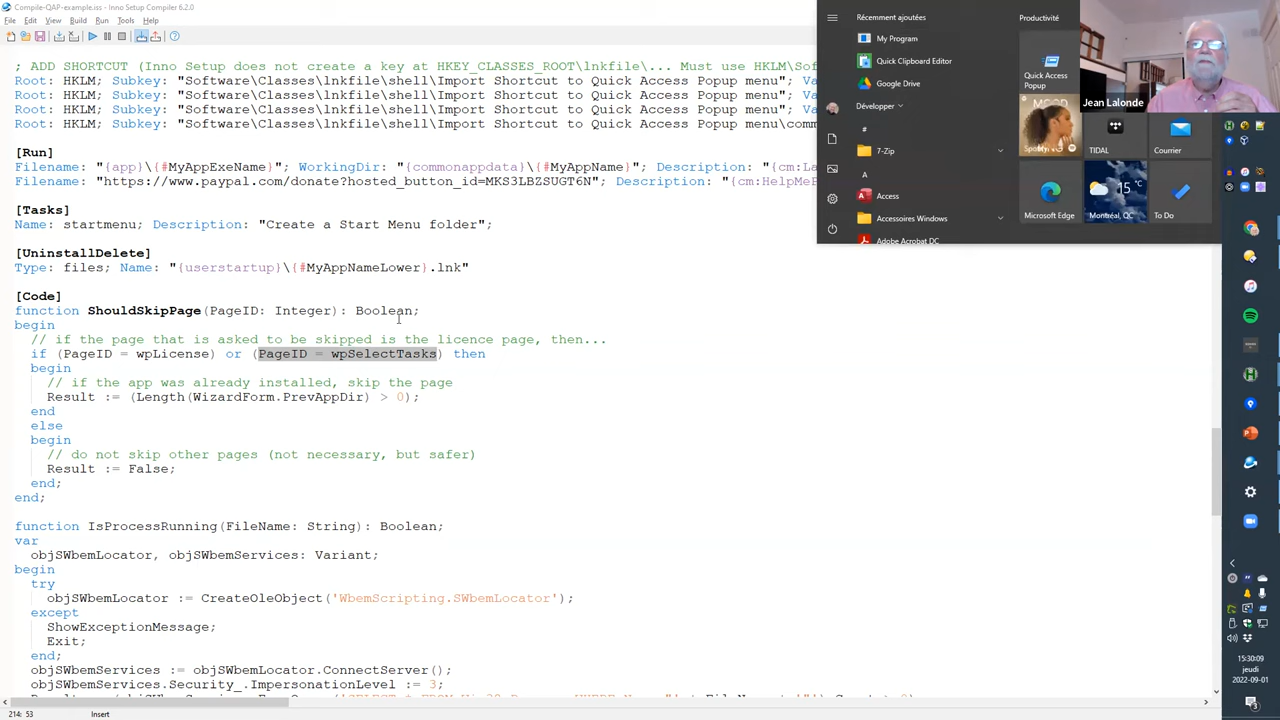 Compile-QAP-example.iss - Inno Setup Compiler 6.2.0
File Edit View Build Run Tools Help
; ADD SHORTCUT (Inno Setup does not create a key at HKEY_CLASSES_ROOT\lnkfile\... Must use HKLM\Sof
Root: HKLM; Subkey: "Software\Classes\lnkfile\shell\Import Shortcut to Quick Access Popup menu"; Va
Root: HKLM; Subkey: "Software\Classes\lnkfile\shell\Import Shortcut to Quick Access Popup menu"; Va
Root: HKLM; Subkey: "Software\Classes\lnkfile\shell\Import Shortcut to Quick Access Popup menu"; Va
Root: HKLM; Subkey: "Software\Classes\lnkfile\shell\Import Shortcut to Quick Access Popup menu\comm
[Run]
Filename: "{app}\{#MyAppExeName}"; WorkingDir: "{commonappdata}\{#MyAppName}"; Description: "{cm:La
Filename: "https://www.paypal.com/donate?hosted_button_id=MKS3LBZSUGT6N"; Description: "{cm:HelpMeP
[Tasks]
Name: startmenu; Description: "Create a Start Menu folder";
[UninstallDelete]
Type: files; Name: "{userstartup}\{#MyAppNameLower}.lnk"
[Code]
function ShouldSkipPage(PageID: Integer): Boolean;
begin
// if the page that is asked to be skipped is the licence page, then...
if (PageID = wpLicense) or (PageID = wpSelectTasks) then
begin
// if the app was already installed, skip the page
Result := (Length(WizardForm.PrevAppDir) > 0);
end
else
begin
// do not skip other pages (not necessary, but safer)
Result := False;
end;
end;
function IsProcessRunning(FileName: String): Boolean;
var
objSWbemLocator, objSWbemServices: Variant;
begin
try
objSWbemLocator := CreateOleObject('WbemScripting.SWbemLocator');
except
ShowExceptionMessage;
Exit;
end;
objSWbemServices := objSWbemLocator.ConnectServer();
objSWbemServices.Security_.ImpersonationLevel := 3;
214: 53 Insert
Récemment ajoutées
My Program
Quick Clipboard Editor
Google Drive
Développer
#
7-Zip
A
Access
Accessoires Windows
Adobe Acrobat DC
Productivité
Quick Access
Popup
Jean Lalonde
MOOD
Spotify
TIDAL
Courrier
Microsoft Edge
15 °C
Montréal, QC
To Do
15:30:09
jeudi
2022-09-01